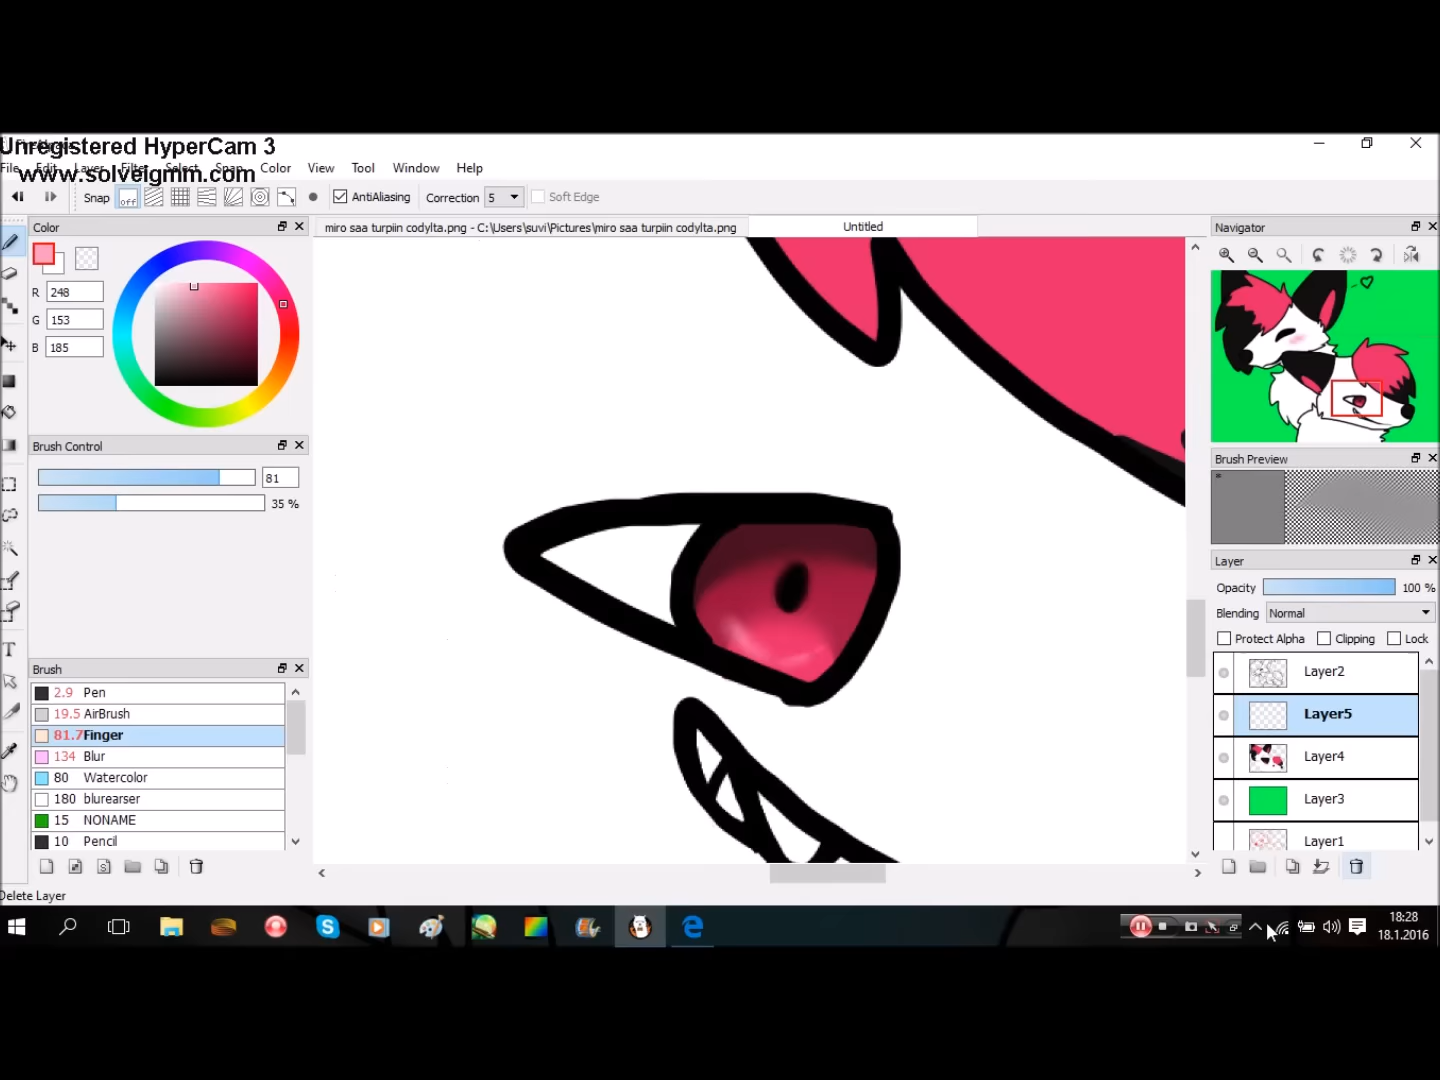 Unregistered HyperCam 3
www.solveigmm.com
File Edit Layer Filter Select Snap Color View Tool Window Help
Snap off AntiAliasing Correction 5 Soft Edge
Color
miro saa turpiin codylta.png - C:\Users\suvi\Pictures\miro saa turpiin codylta.png
Untitled
Navigator
R 248
G 153
B 185
Brush Control
81
35 %
Brush Preview
*
Layer
Opacity 100 %
Blending Normal
Protect Alpha Clipping Lock
Layer2
Layer5
Layer4
Layer3
Layer1
Brush
2.9 Pen
19.5 AirBrush
81.7 Finger
134 Blur
80 Watercolor
180 blurearser
15 NONAME
10 Pencil
Delete Layer
18:28
18.1.2016